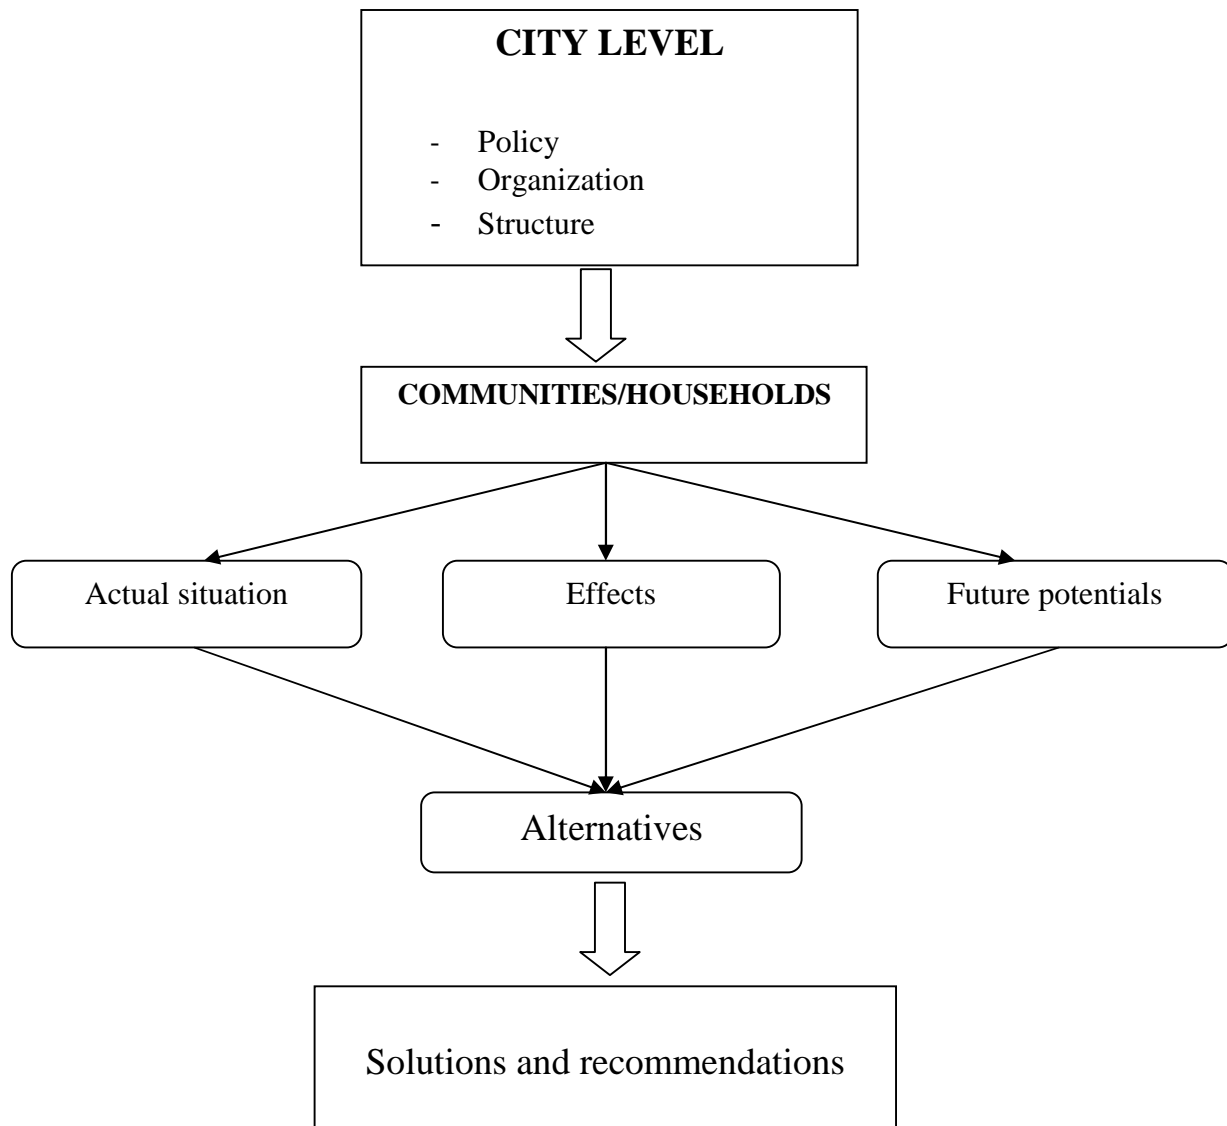 CITY LEVEL
- Policy
- Organization
- Structure
COMMUNITIES/HOUSEHOLDS
Actual situation
Effects
Future potentials
Alternatives
Solutions and recommendations